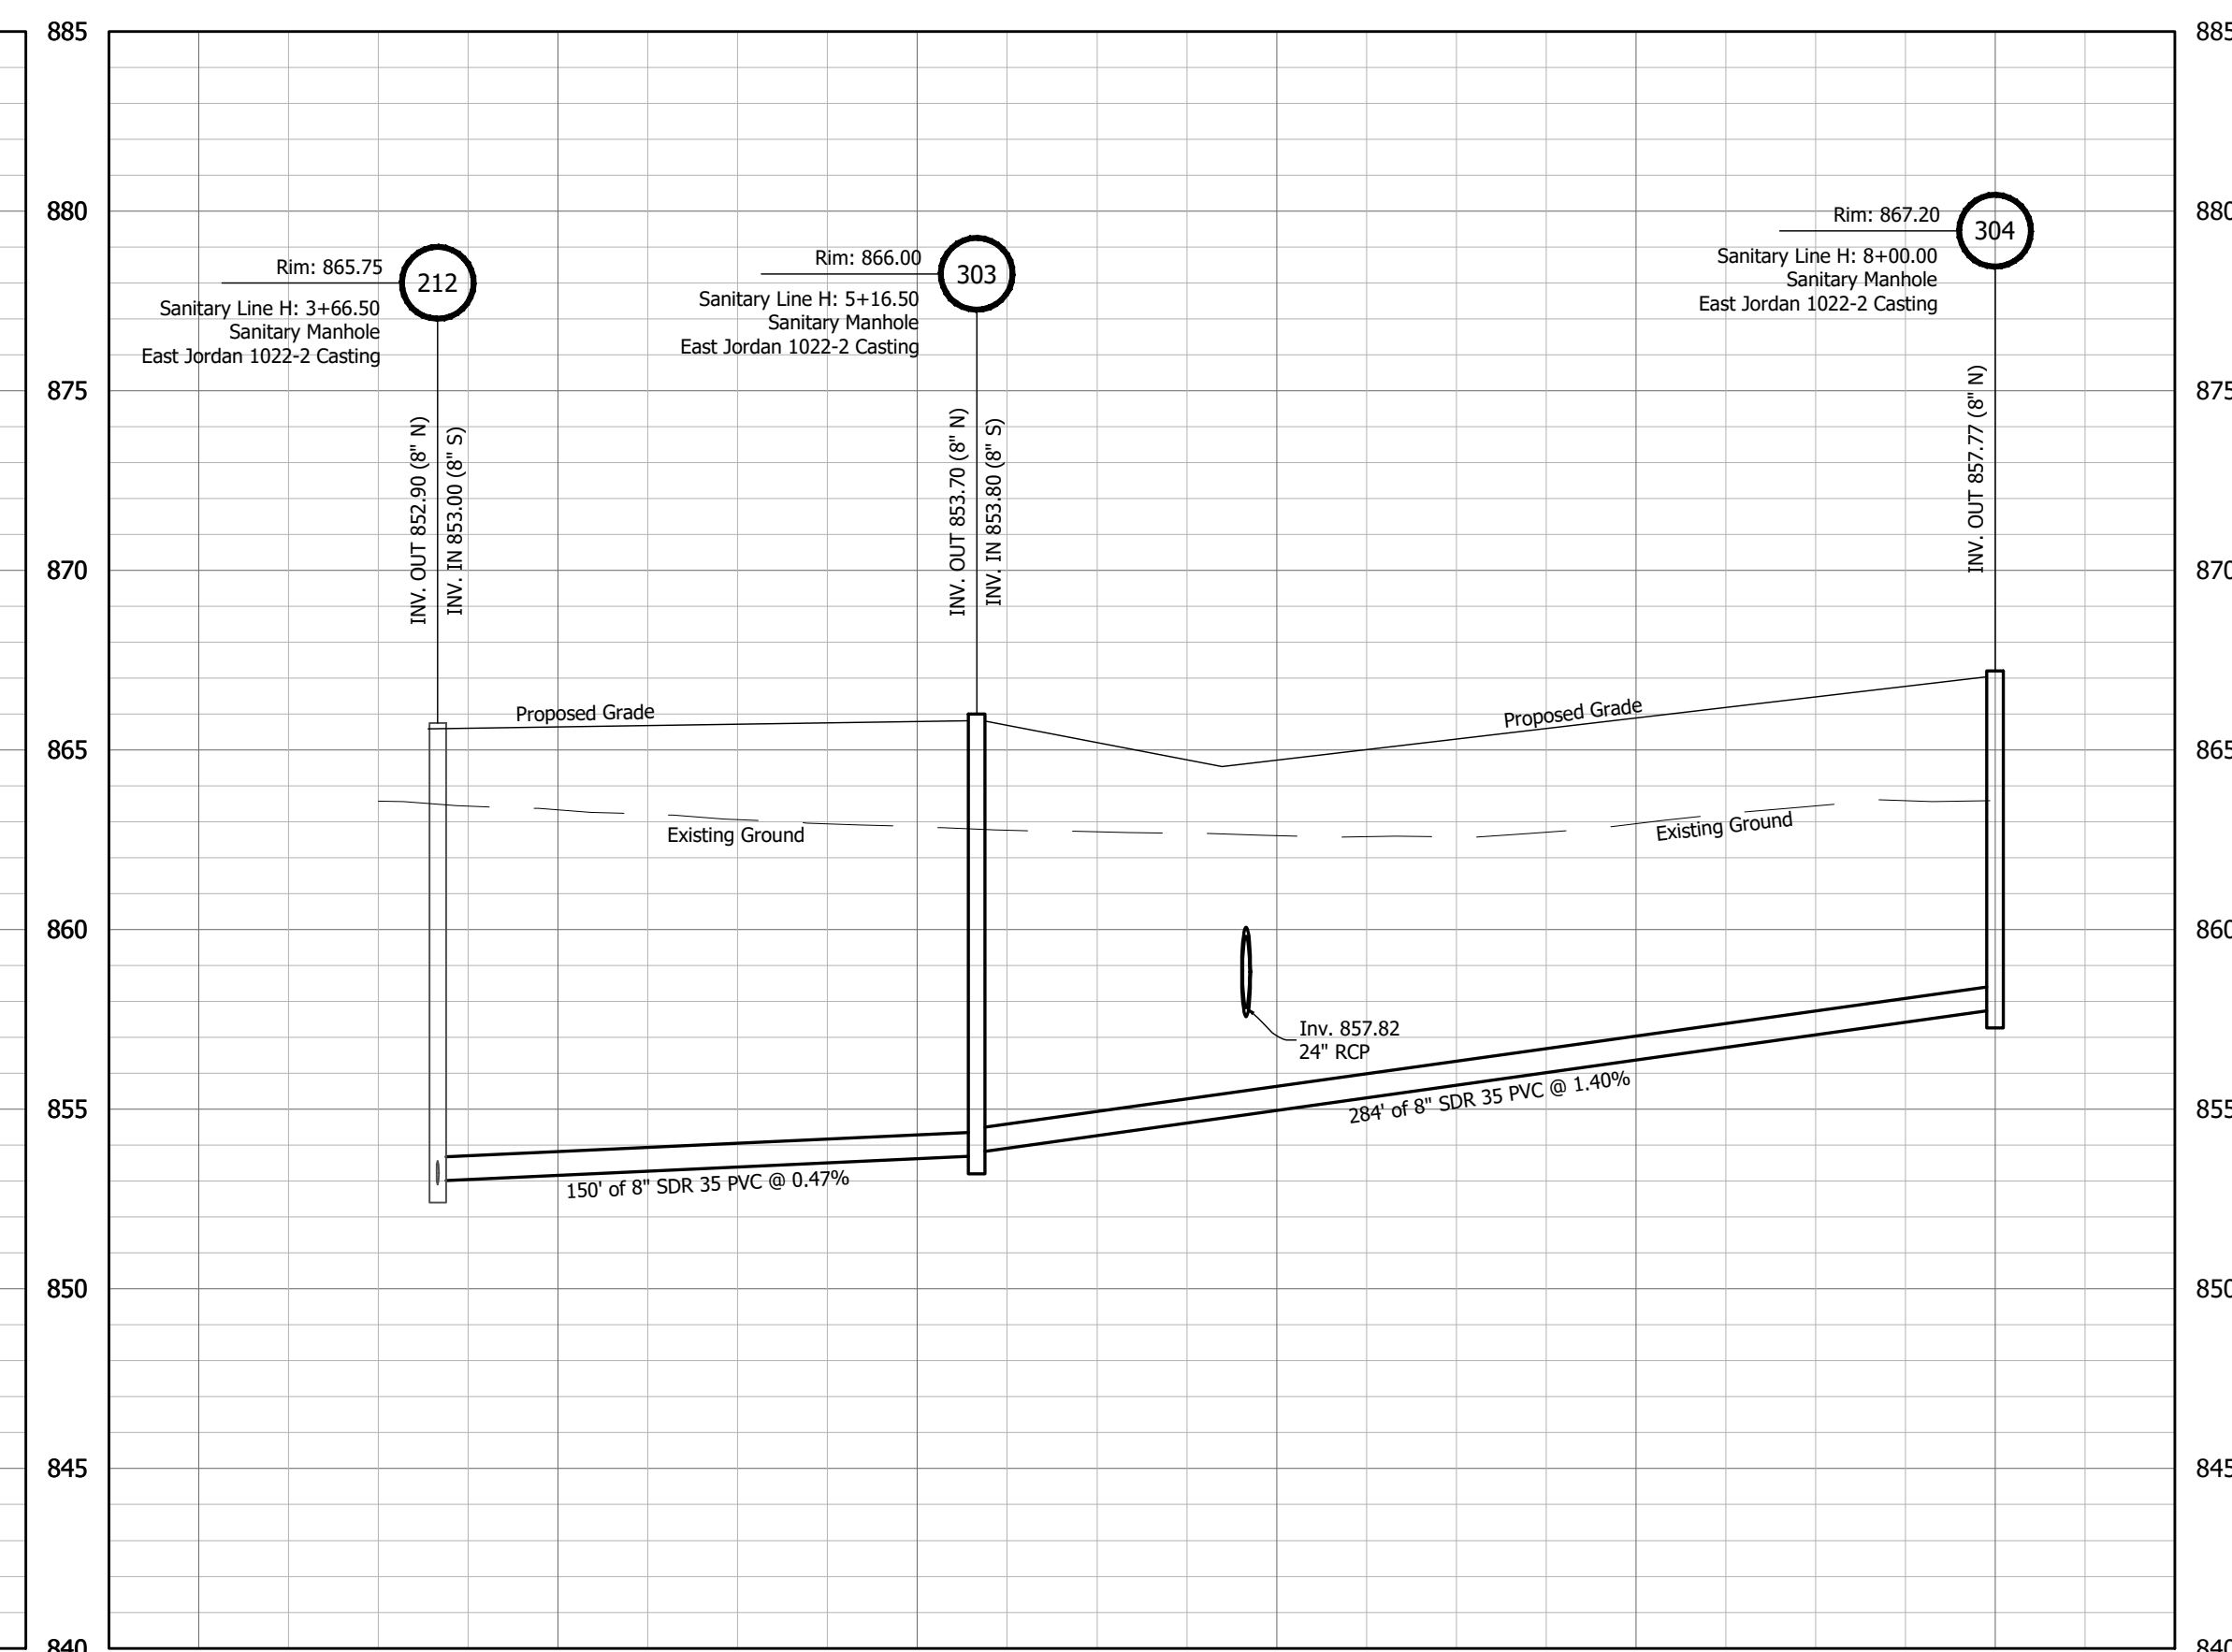 885
880
875
870
865
860
855
850
845
840
Rim: 865.75
212
Sanitary Line H: 3+66.50
Sanitary Manhole
East Jordan 1022-2 Casting
INV. OUT 852.90 (8" N)
INV. IN 853.00 (8" S)
Rim: 866.00
303
Sanitary Line H: 5+16.50
Sanitary Manhole
East Jordan 1022-2 Casting
INV. OUT 853.70 (8" N)
INV. IN 853.80 (8" S)
Rim: 867.20
304
Sanitary Line H: 8+00.00
Sanitary Manhole
East Jordan 1022-2 Casting
INV. OUT 857.77 (8" N)
Proposed Grade
Proposed Grade
Existing Ground
Existing Ground
Inv. 857.82
24" RCP
150' of 8" SDR 35 PVC @ 0.47%
284' of 8" SDR 35 PVC @ 1.40%
885
880
875
870
865
860
855
850
845
840